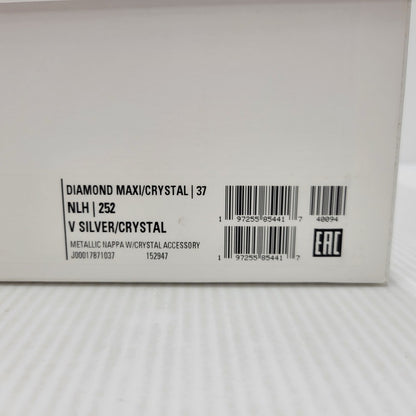 DIAMOND MAXI/CRYSTAL | 37
NLH | 252
V SILVER/CRYSTAL
METALLIC NAPPA W/CRYSTAL ACCESSORY
J00017871037 152947
1 97255 85441 7
40094
1 97255 85441 7
EAC